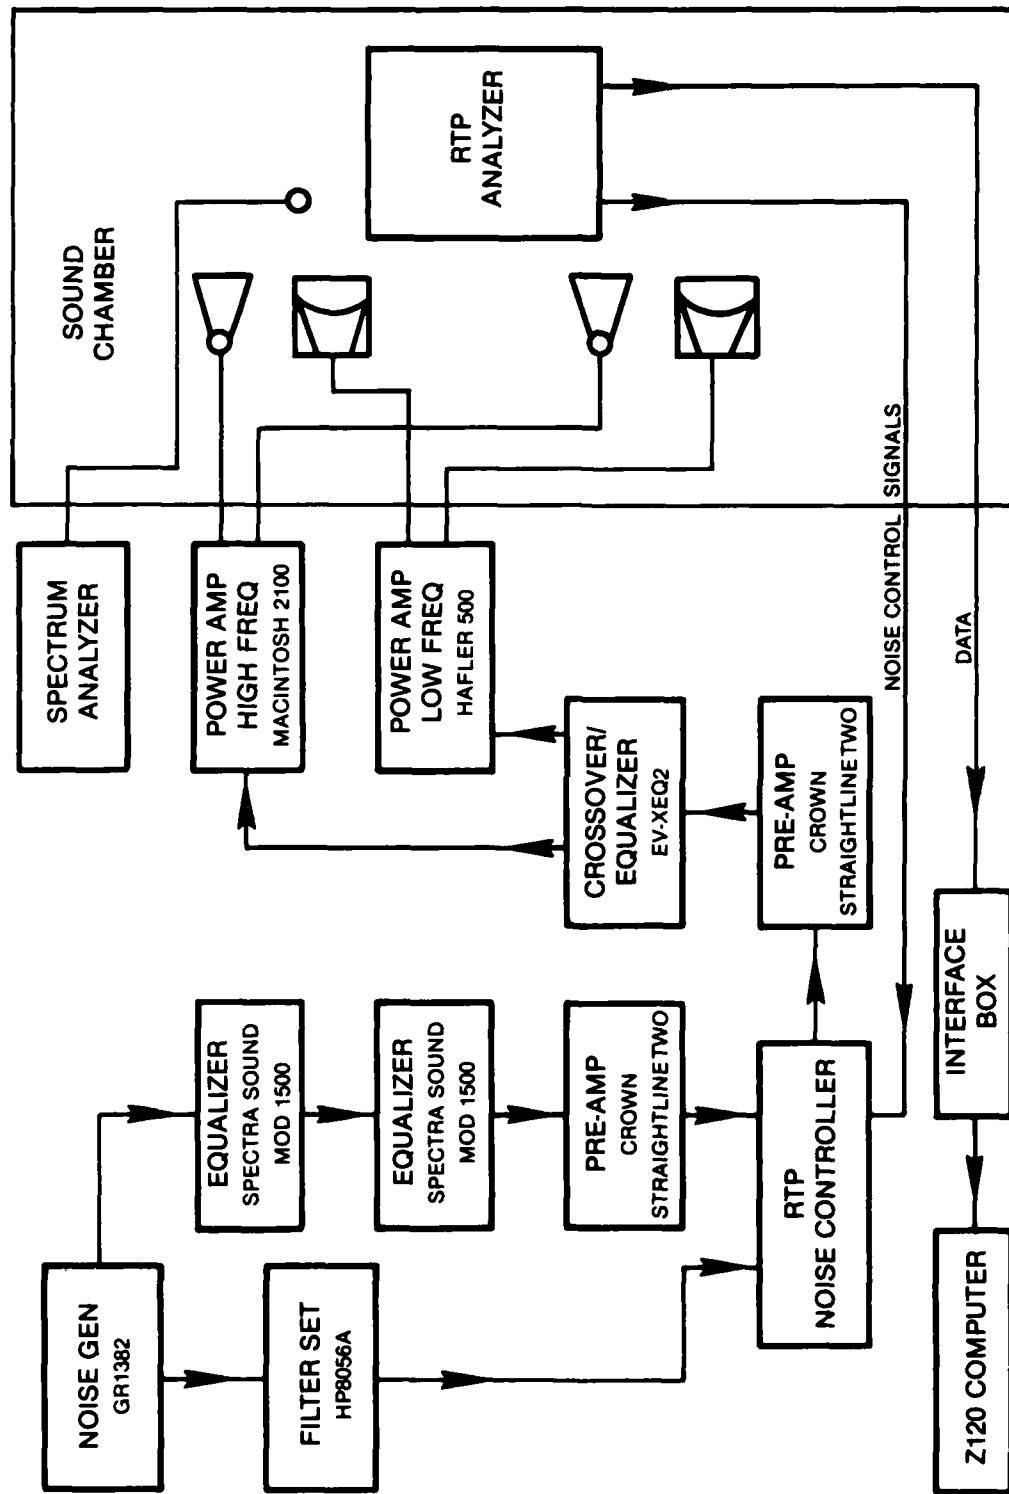 NOISE GEN
GR1382
FILTER SET
HP8056A
EQUALIZER
SPECTRA SOUND
MOD 1500
EQUALIZER
SPECTRA SOUND
MOD 1500
PRE-AMP
CROWN
STRAIGHTLINE TWO
RTP
NOISE CONTROLLER
Z120 COMPUTER
INTERFACE
BOX
PRE-AMP
CROWN
STRAIGHTLINE TWO
CROSSOVER/
EQUALIZER
EV-XEQ2
SPECTRUM
ANALYZER
POWER AMP
HIGH FREQ
MACINTOSH 2100
POWER AMP
LOW FREQ
HAFLER 500
NOISE CONTROL SIGNALS
DATA
SOUND
CHAMBER
RTP
ANALYZER